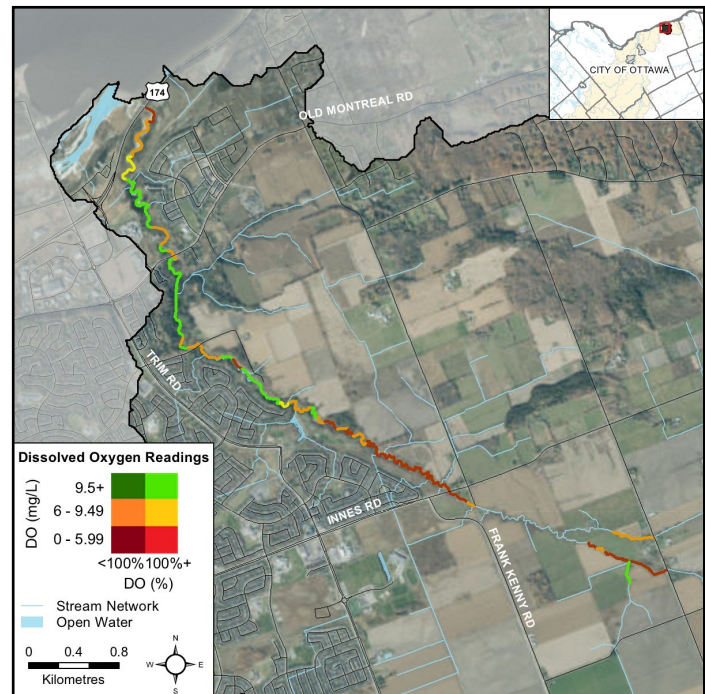 CITY OF OTTAWA
174
OLD MONTREAL RD
TRIM RD
INNES RD
FRANK KENNY RD
Dissolved Oxygen Readings
DO (mg/L)
9.5+
6 - 9.49
0 - 5.99
<100% 100%+
DO (%)
Stream Network
Open Water
0 0.4 0.8
Kilometres
N
W E
S